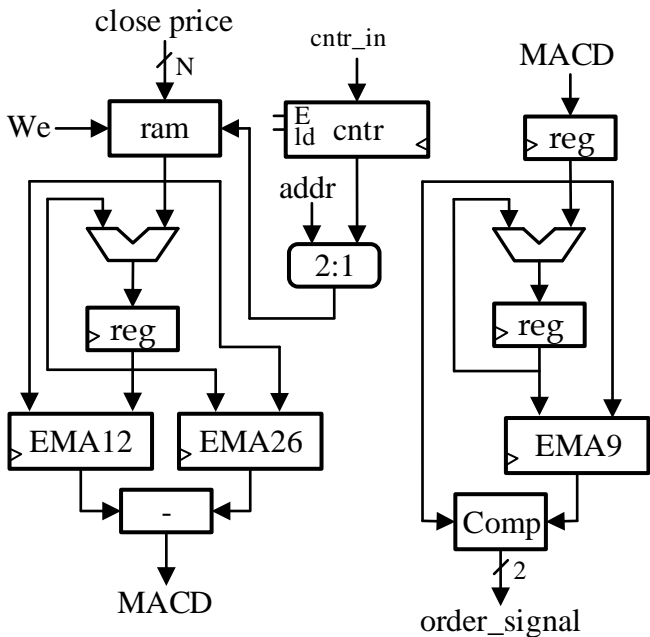 close price
N
We
ram
cntr_in
E
ld
cntr
addr
2:1
reg
EMA12
EMA26
-
MACD
MACD
reg
reg
EMA9
Comp
2
order_signal